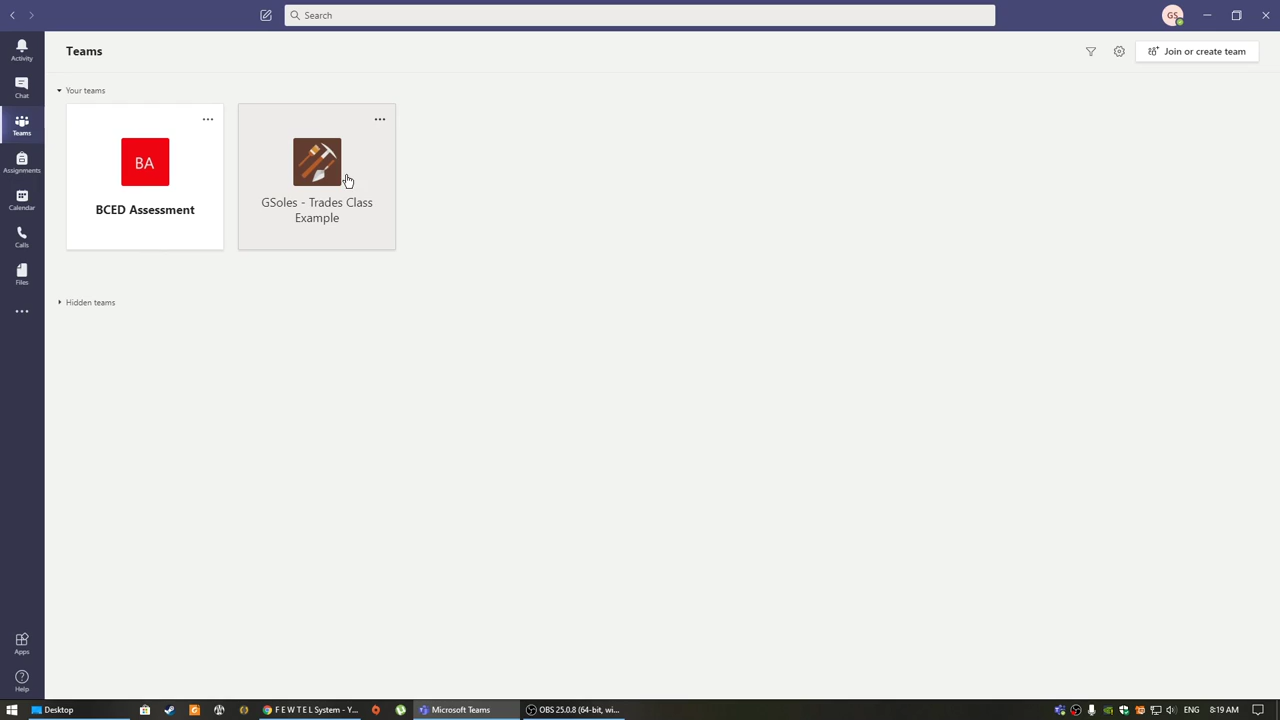 Search
GS
Activity
Chat
Teams
Assignments
Calendar
Calls
Files
Apps
Help
Teams
Join or create team
Your teams
BA
BCED Assessment
GSoles - Trades Class
Example
Hidden teams
Desktop
F E W T E L System - Y...
Microsoft Teams
OBS 25.0.8 (64-bit, wi...
ENG
8:19 AM